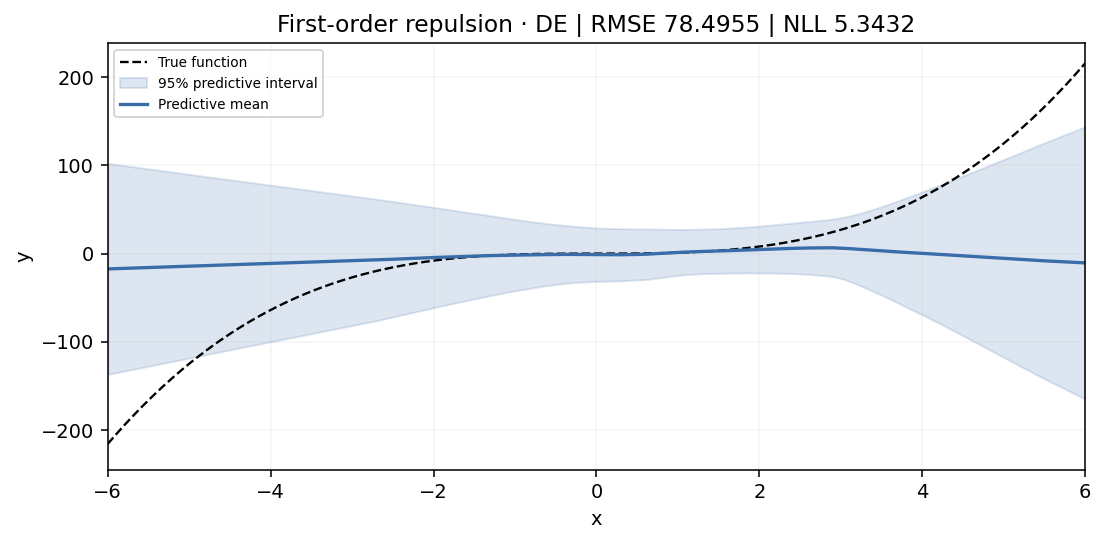 First-order repulsion · DE | RMSE 78.4955 | NLL 5.3432
True function
95% predictive interval
Predictive mean
200
100
0
−100
−200
y
−6 −4 −2 0 2 4 6
x